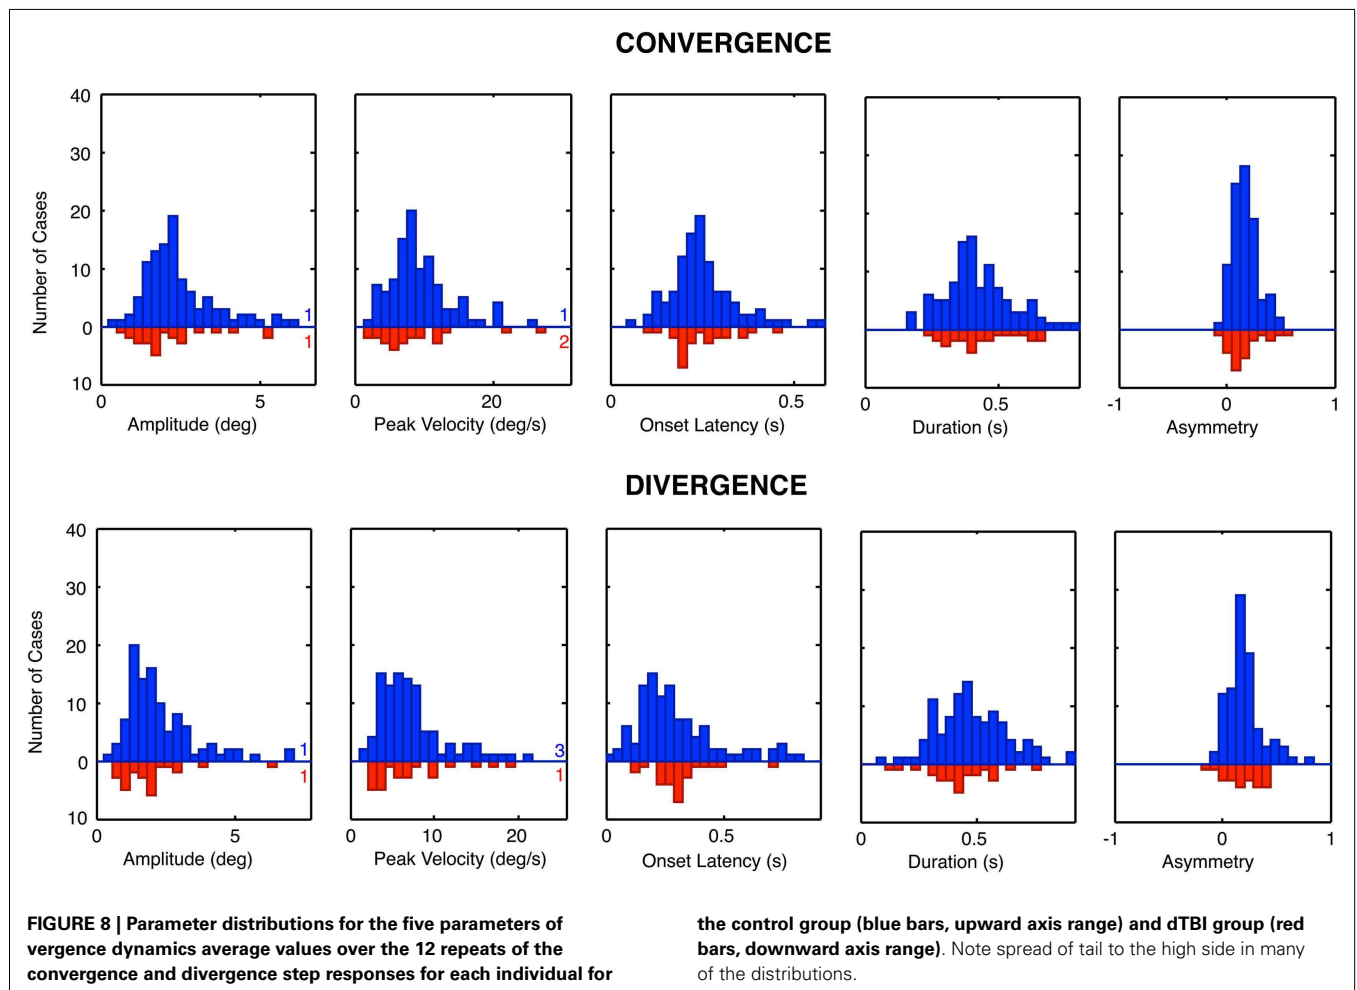 CONVERGENCE
40
30
20
10
0
10
Number of Cases
1
1
0 5
Amplitude (deg)
1
2
0 20
Peak Velocity (deg/s)
0 0.5
Onset Latency (s)
0 0.5
Duration (s)
-1 0 1
Asymmetry
DIVERGENCE
40
30
20
10
0
10
Number of Cases
1
1
0 5
Amplitude (deg)
3
1
0 10 20
Peak Velocity (deg/s)
0 0.5
Onset Latency (s)
0 0.5
Duration (s)
-1 0 1
Asymmetry
FIGURE 8 | Parameter distributions for the five parameters of
vergence dynamics average values over the 12 repeats of the
convergence and divergence step responses for each individual for
the control group (blue bars, upward axis range) and dTBI group (red
bars, downward axis range). Note spread of tail to the high side in many
of the distributions.